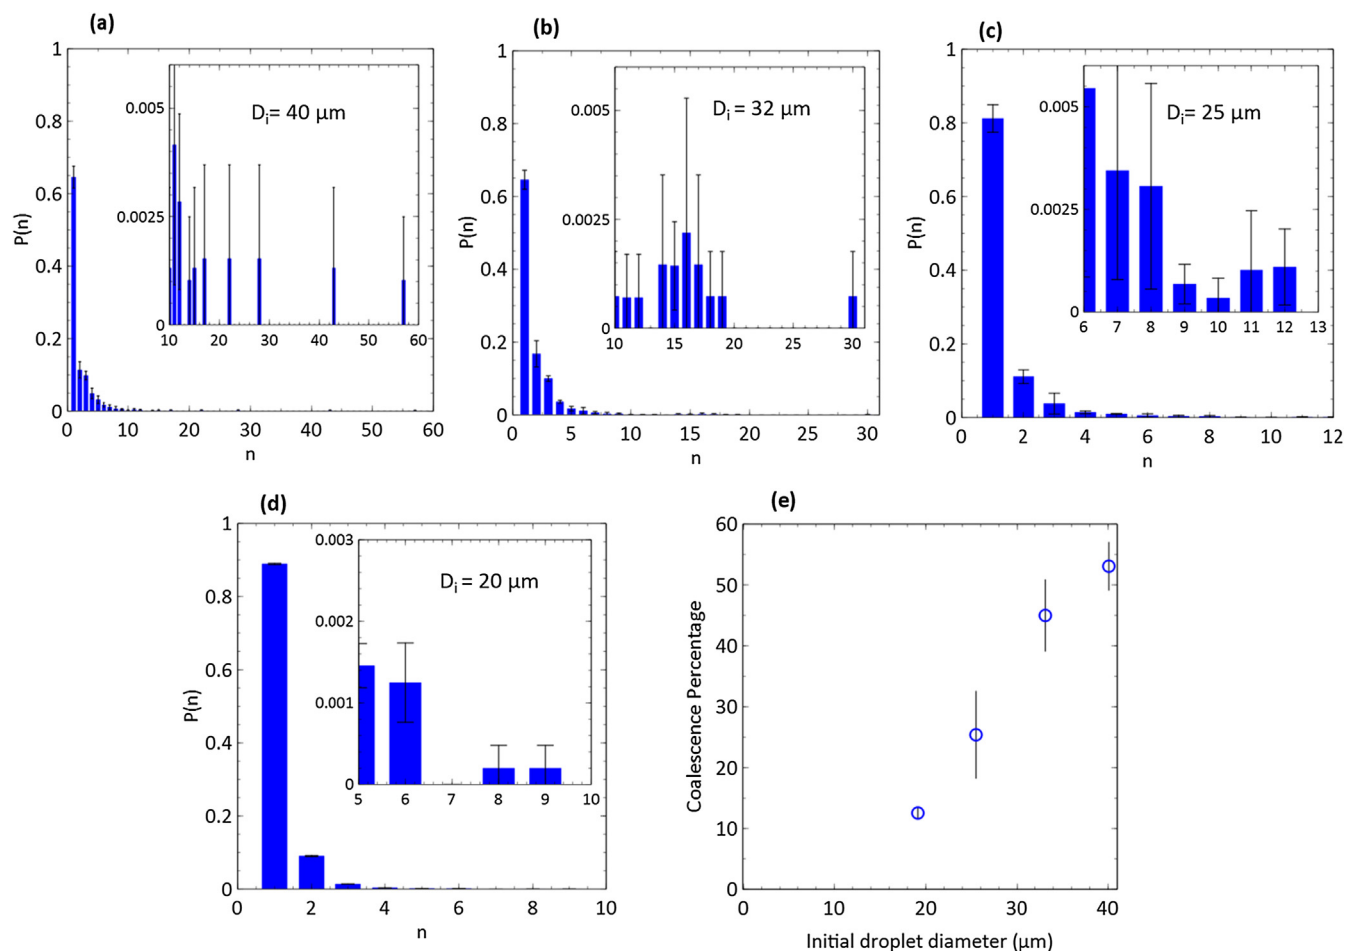 (a)
1
0.8
0.6
0.4
0.2
0
P(n)
0 10 20 30 40 50 60
n
0.005
0.0025
0
10 20 30 40 50 60
Di= 40 µm
(b)
1
0.8
0.6
0.4
0.2
0
P(n)
0 5 10 15 20 25 30
n
0.005
0.0025
0
10 15 20 25 30
Di = 32 µm
(c)
1
0.8
0.6
0.4
0.2
0
P(n)
0 2 4 6 8 10 12
n
0.005
0.0025
0
6 7 8 9 10 11 12 13
Di= 25 µm
(d)
1
0.8
0.6
0.4
0.2
0
P(n)
0 2 4 6 8 10
n
0.003
0.002
0.001
0
5 6 7 8 9 10
Di = 20 µm
(e)
60
50
40
30
20
10
0
Coalescence Percentage
0 10 20 30 40
Initial droplet diameter (µm)